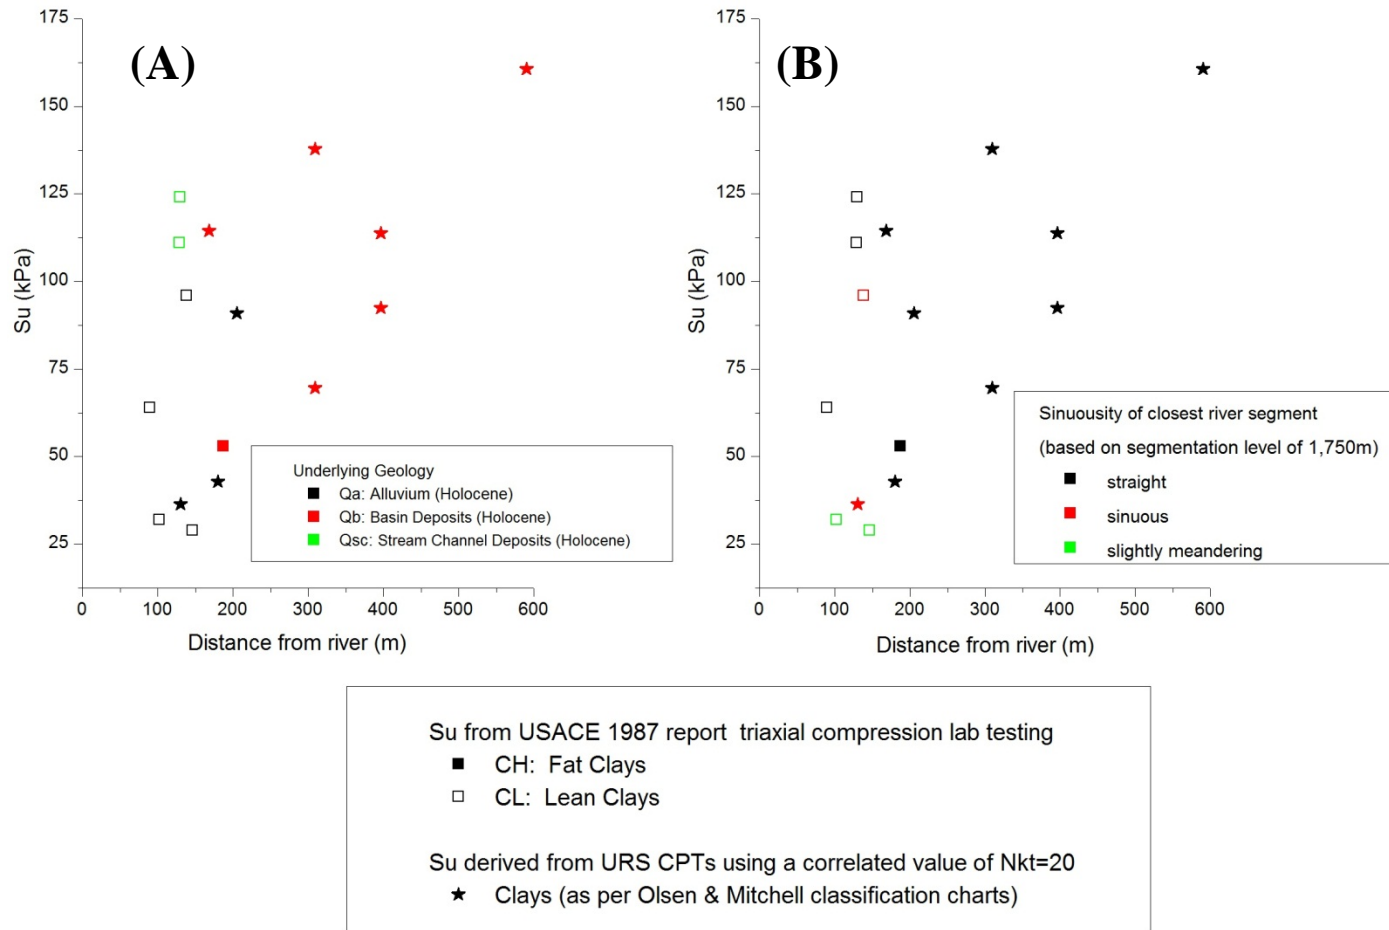 (A)
175
150
125
100
75
50
25
Su (kPa)
0 100 200 300 400 500 600
Distance from river (m)
Underlying Geology
Qa: Alluvium (Holocene)
Qb: Basin Deposits (Holocene)
Qsc: Stream Channel Deposits (Holocene)
(B)
175
150
125
100
75
50
25
Su (kPa)
0 100 200 300 400 500 600
Distance from river (m)
Sinuousity of closest river segment
(based on segmentation level of 1,750m)
straight
sinuous
slightly meandering
Su from USACE 1987 report triaxial compression lab testing
CH: Fat Clays
CL: Lean Clays
Su derived from URS CPTs using a correlated value of Nkt=20
Clays (as per Olsen & Mitchell classification charts)